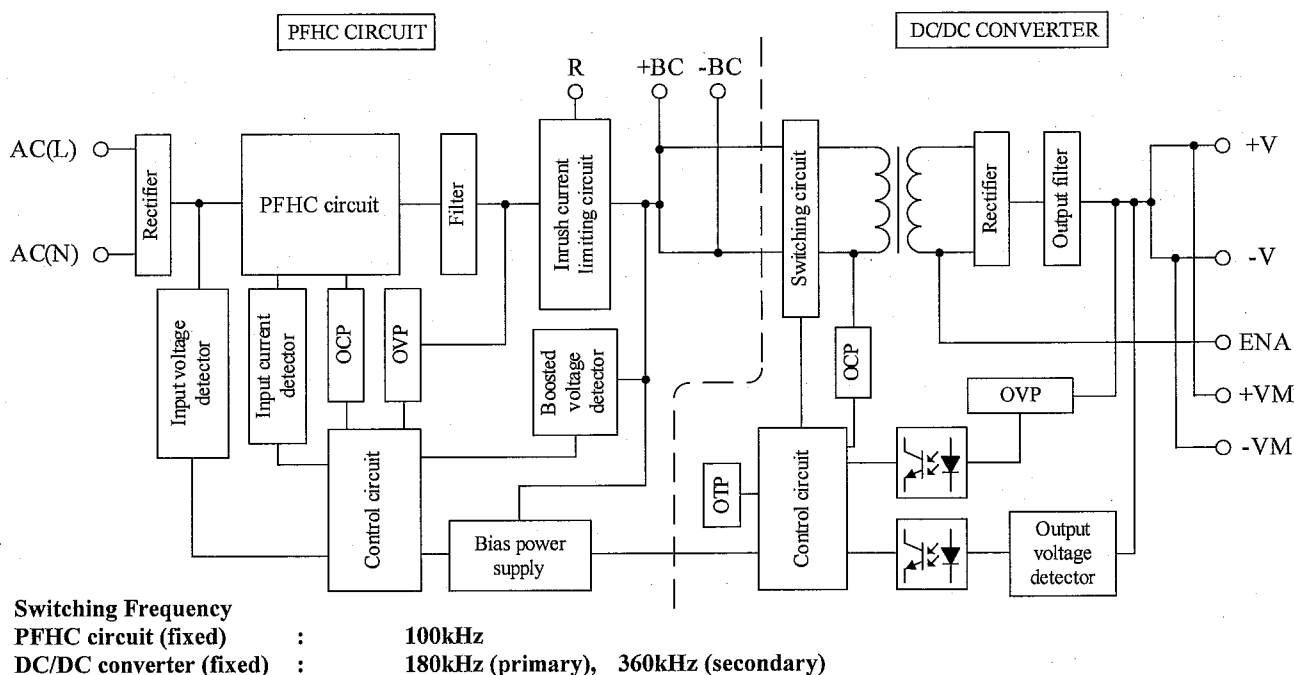 PFHC CIRCUIT
DC/DC CONVERTER
R
+BC
-BC
AC(L)
AC(N)
Rectifier
PFHC circuit
Filter
Inrush current
limiting circuit
Switching circuit
Rectifier
Output filter
+V
-V
ENA
+VM
-VM
Input voltage
detector
Input current
detector
OCP
OVP
Boosted
voltage
detector
OCP
OVP
Control circuit
Bias power
supply
OTP
Control circuit
Output
voltage
detector
Switching Frequency
PFHC circuit (fixed) : 100kHz
DC/DC converter (fixed) : 180kHz (primary), 360kHz (secondary)